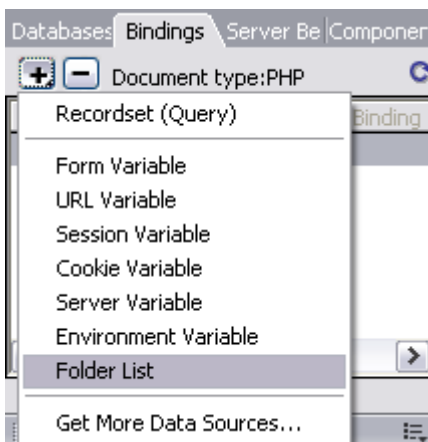 Databases Bindings Server Be Componer
Document type:PHP
Recordset (Query)
Binding
Form Variable
URL Variable
Session Variable
Cookie Variable
Server Variable
Environment Variable
Folder List
Get More Data Sources...